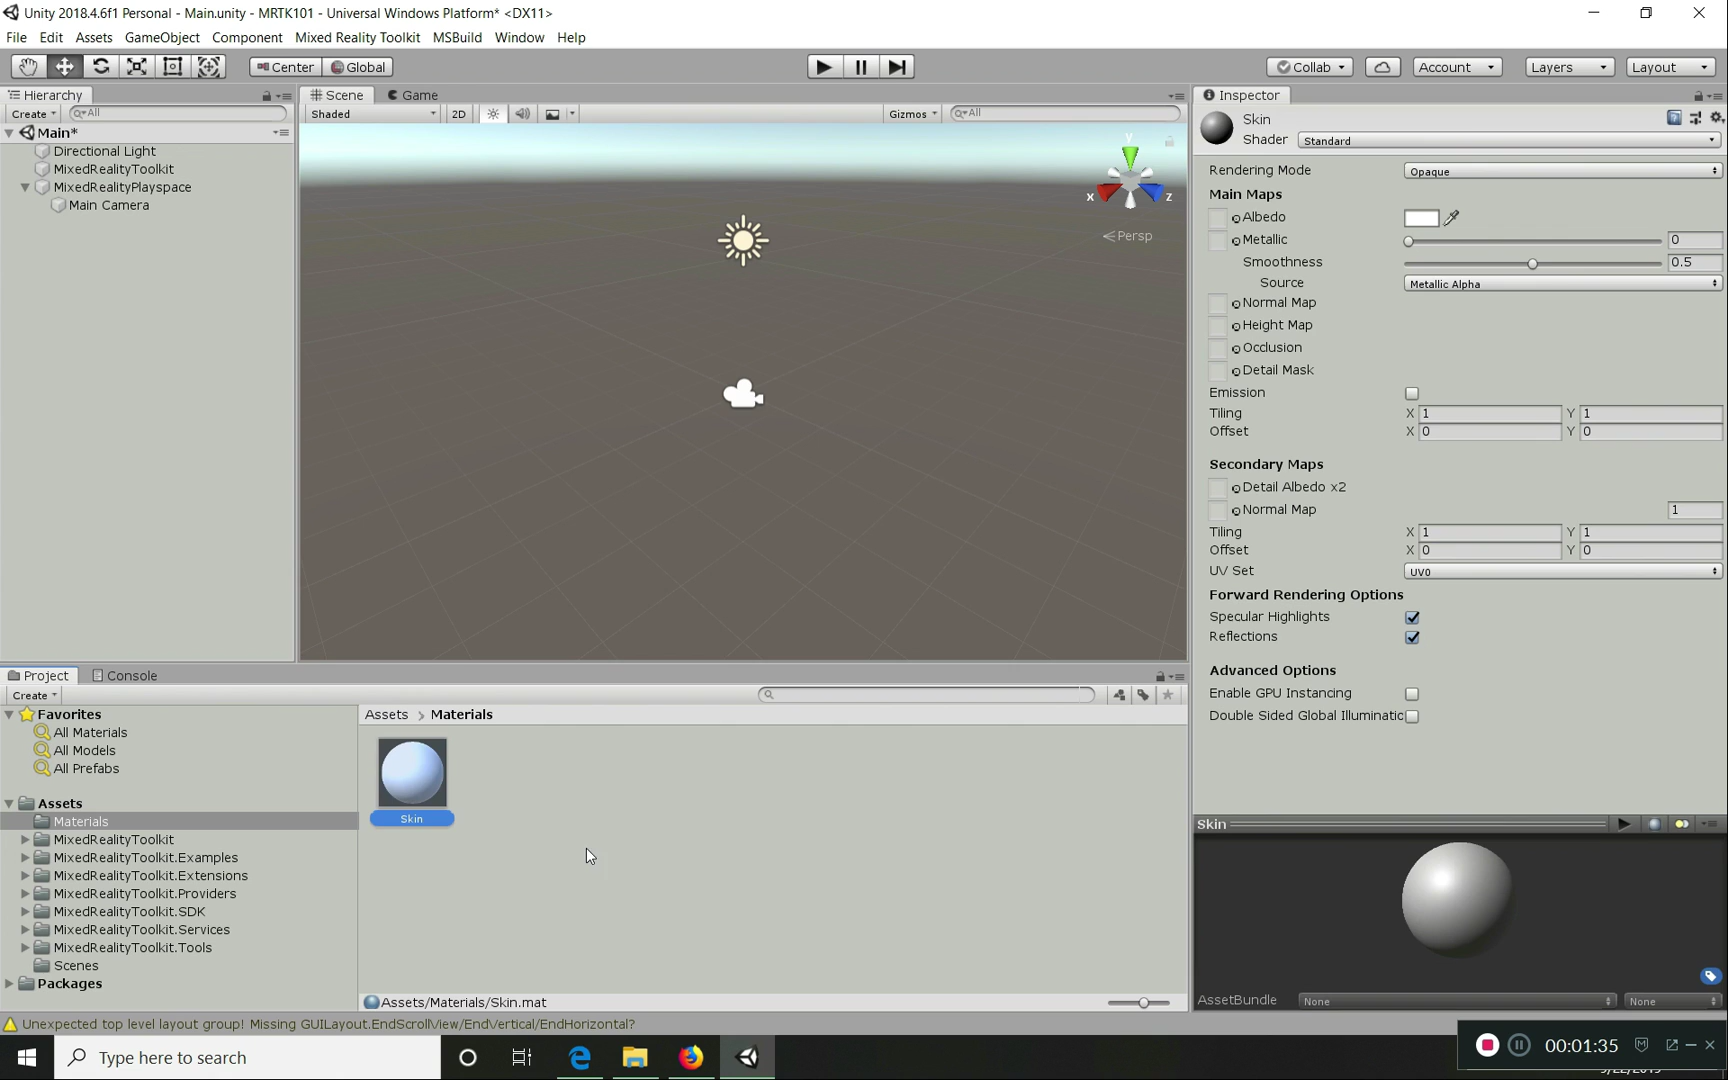 Unity 2018.4.6f1 Personal - Main.unity - MRTK101 - Universal Windows Platform* <DX11>
File Edit Assets GameObject Component Mixed Reality Toolkit MSBuild Window Help
Center Global Collab Account Layers Layout
Hierarchy
Create All
Main*
Directional Light
MixedRealityToolkit
MixedRealityPlayspace
Main Camera
Scene Game
Shaded 2D Gizmos All
y
x z
Persp
Inspector
Skin
Shader Standard
Rendering Mode Opaque
Main Maps
Albedo
Metallic 0
Smoothness 0.5
Source Metallic Alpha
Normal Map
Height Map
Occlusion
Detail Mask
Emission
Tiling X 1 Y 1
Offset X 0 Y 0
Secondary Maps
Detail Albedo x2
Normal Map 1
Tiling X 1 Y 1
Offset X 0 Y 0
UV Set UV0
Forward Rendering Options
Specular Highlights
Reflections
Advanced Options
Enable GPU Instancing
Double Sided Global Illuminatic
Skin
AssetBundle None None
Project Console
Create
Favorites
All Materials
All Models
All Prefabs
Assets
Materials
MixedRealityToolkit
MixedRealityToolkit.Examples
MixedRealityToolkit.Extensions
MixedRealityToolkit.Providers
MixedRealityToolkit.SDK
MixedRealityToolkit.Services
MixedRealityToolkit.Tools
Scenes
Packages
Assets > Materials
Skin
Assets/Materials/Skin.mat
Unexpected top level layout group! Missing GUILayout.EndScrollView/EndVertical/EndHorizontal?
Type here to search
00:01:35